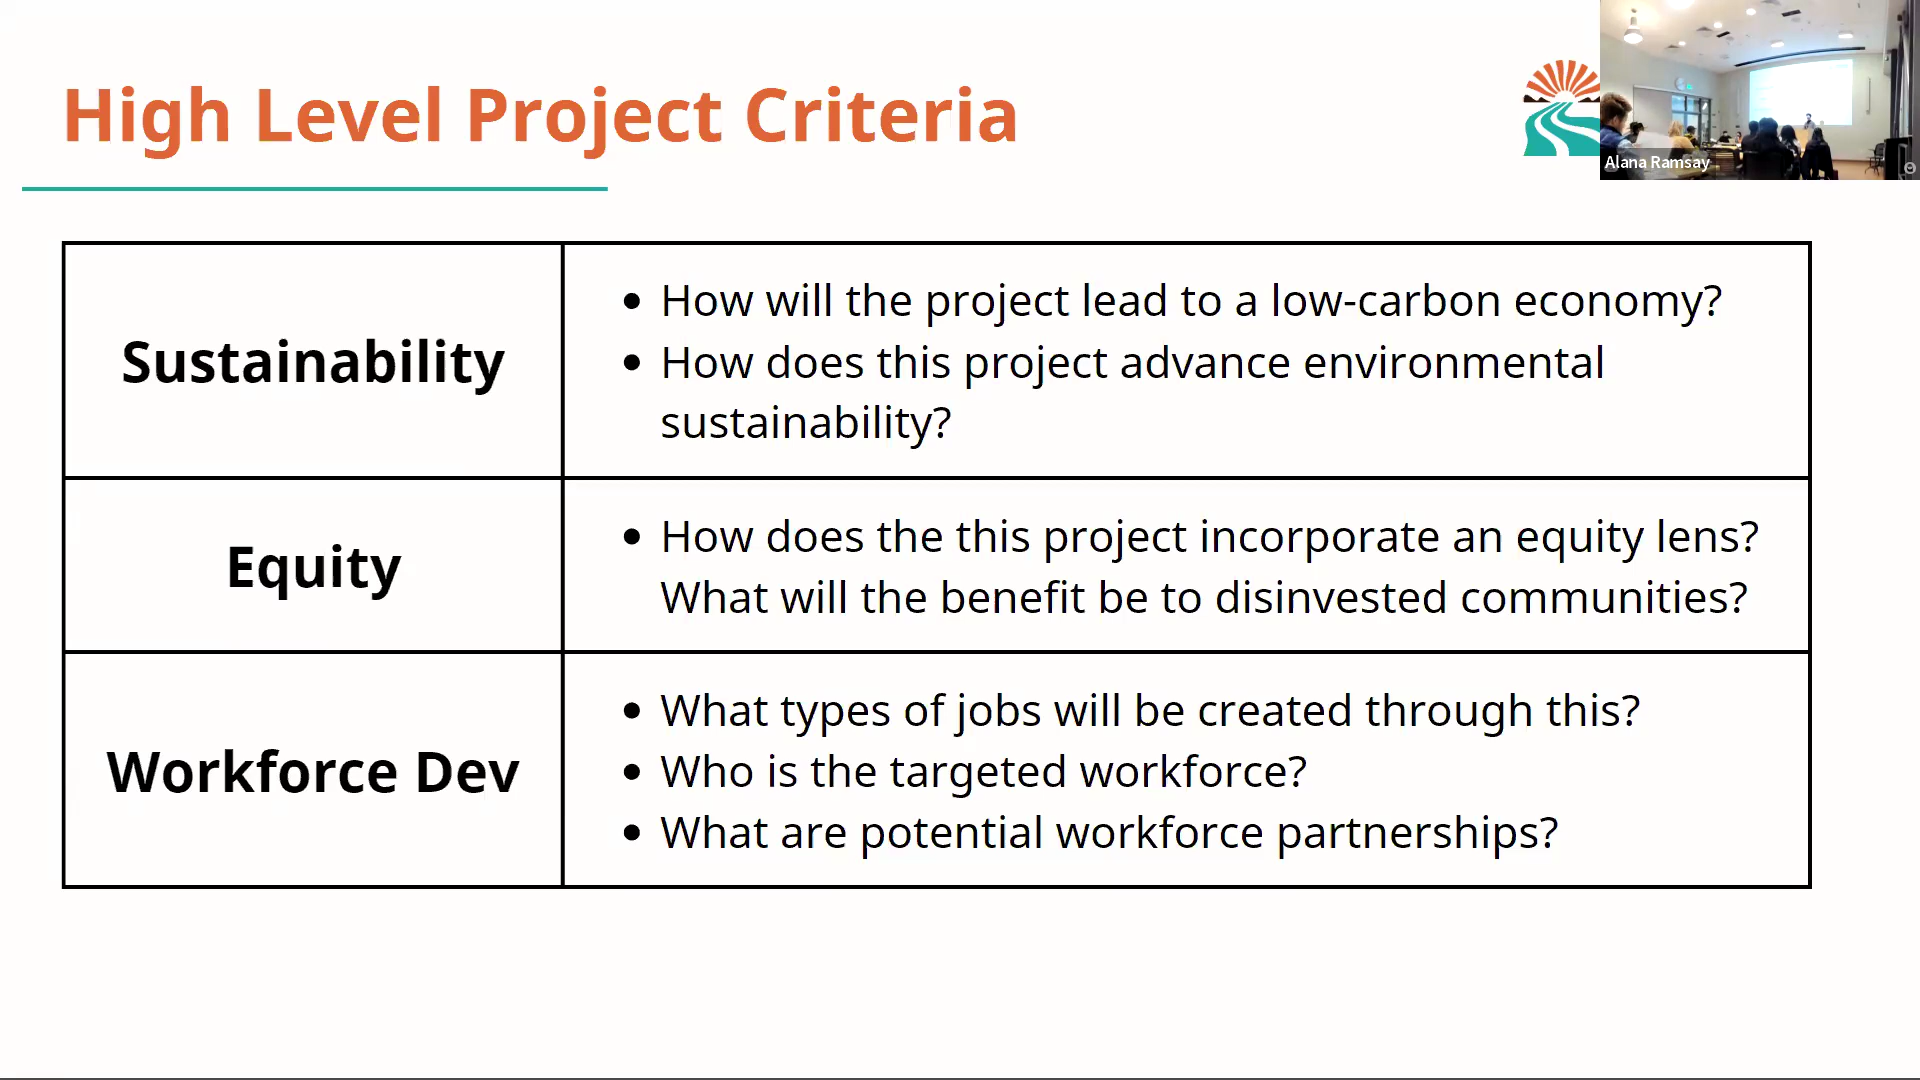 High Level Project Criteria
Alana Ramsay
Sustainability
• How will the project lead to a low-carbon economy?
• How does this project advance environmental
sustainability?
Equity
• How does the this project incorporate an equity lens?
What will the benefit be to disinvested communities?
Workforce Dev
• What types of jobs will be created through this?
• Who is the targeted workforce?
• What are potential workforce partnerships?